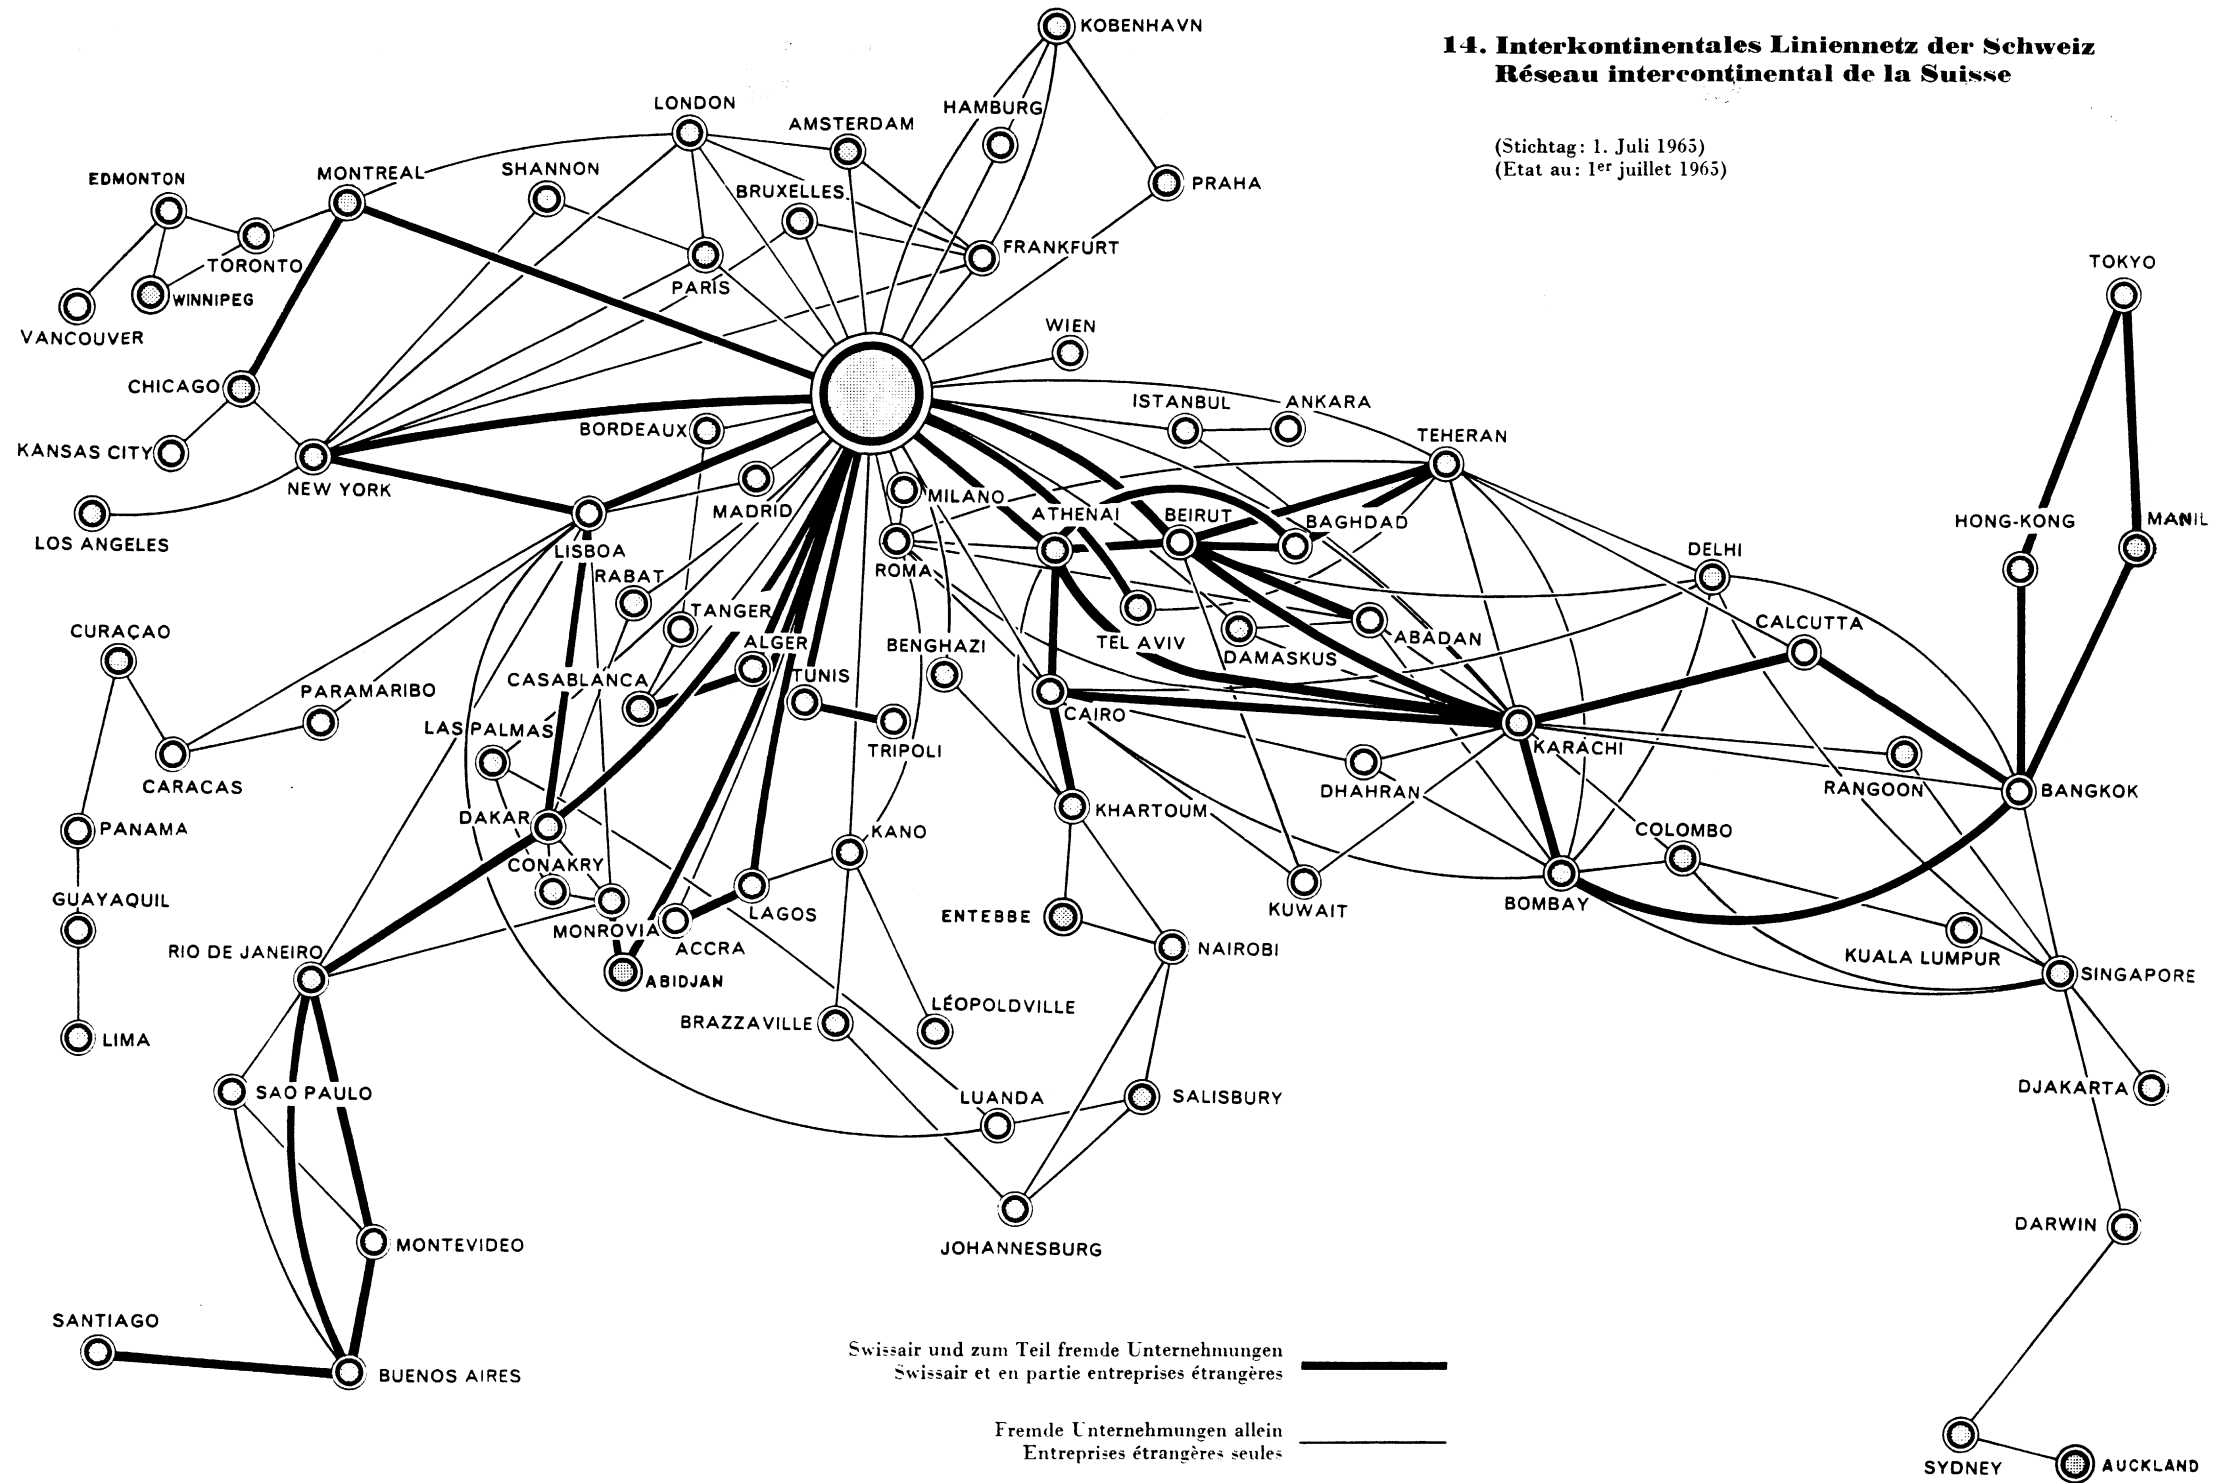 14. Interkontinentales Liniennetz der Schweiz
Réseau intercontinental de la Suisse
(Stichtag: 1. Juli 1965)
(Etat au: 1er juillet 1965)
KOBENHAVN
LONDON
HAMBURG
AMSTERDAM
SHANNON
MONTREAL
EDMONTON
BRUXELLES
PRAHA
FRANKFURT
TORONTO
WINNIPEG
PARIS
VANCOUVER
TOKYO
WIEN
CHICAGO
ISTANBUL
ANKARA
BORDEAUX
TEHERAN
KANSAS CITY
NEW YORK
MILANO
MADRID
ATHENAI
BEIRUT
BAGHDAD
HONG-KONG
MANIL
LOS ANGELES
LISBOA
DELHI
ROMA
RABAT
TANGER
CALCUTTA
CURAÇAO
ALGER
BENGHAZI
TEL AVIV
ABADAN
DAMASKUS
TUNIS
CASABLANCA
PARAMARIBO
CAIRO
LAS PALMAS
TRIPOLI
KARACHI
CARACAS
DHAHRAN
RANGOON
BANGKOK
KHARTOUM
DAKAR
PANAMA
KANO
COLOMBO
CONAKRY
GUAYAQUIL
KUWAIT
BOMBAY
LAGOS
ENTEBBE
MONROVIA
ACCRA
NAIROBI
RIO DE JANEIRO
KUALA LUMPUR
SINGAPORE
ABIDJAN
LÉOPOLDVILLE
BRAZZAVILLE
LIMA
DJAKARTA
SAO PAULO
LUANDA
SALISBURY
DARWIN
MONTEVIDEO
JOHANNESBURG
SANTIAGO
BUENOS AIRES
Swissair und zum Teil fremde Unternehmungen
Swissair et en partie entreprises étrangères
Fremde Unternehmungen allein
Entreprises étrangères seules
SYDNEY
AUCKLAND